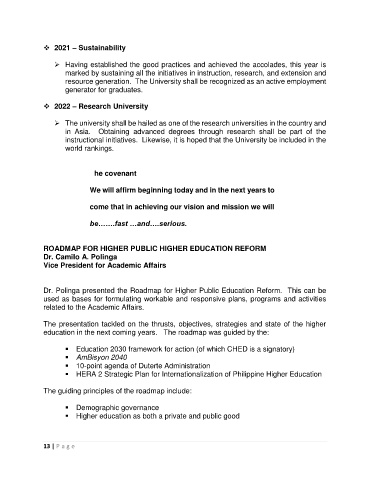 ❖ 2021 – Sustainability
➢ Having established the good practices and achieved the accolades, this year is
marked by sustaining all the initiatives in instruction, research, and extension and
resource generation. The University shall be recognized as an active employment
generator for graduates.
❖ 2022 – Research University
➢ The university shall be hailed as one of the research universities in the country and
in Asia. Obtaining advanced degrees through research shall be part of the
instructional initiatives. Likewise, it is hoped that the University be included in the
world rankings.
he covenant
We will affirm beginning today and in the next years to
come that in achieving our vision and mission we will
be…….fast …and….serious.
ROADMAP FOR HIGHER PUBLIC HIGHER EDUCATION REFORM
Dr. Camilo A. Polinga
Vice President for Academic Affairs
Dr. Polinga presented the Roadmap for Higher Public Education Reform. This can be
used as bases for formulating workable and responsive plans, programs and activities
related to the Academic Affairs.
The presentation tackled on the thrusts, objectives, strategies and state of the higher
education in the next coming years. The roadmap was guided by the:
▪ Education 2030 framework for action (of which CHED is a signatory)
▪ AmBisyon 2040
▪ 10-point agenda of Duterte Administration
▪ HERA 2 Strategic Plan for Internationalization of Philippine Higher Education
The guiding principles of the roadmap include:
▪ Demographic governance
▪ Higher education as both a private and public good
13 | P a g e